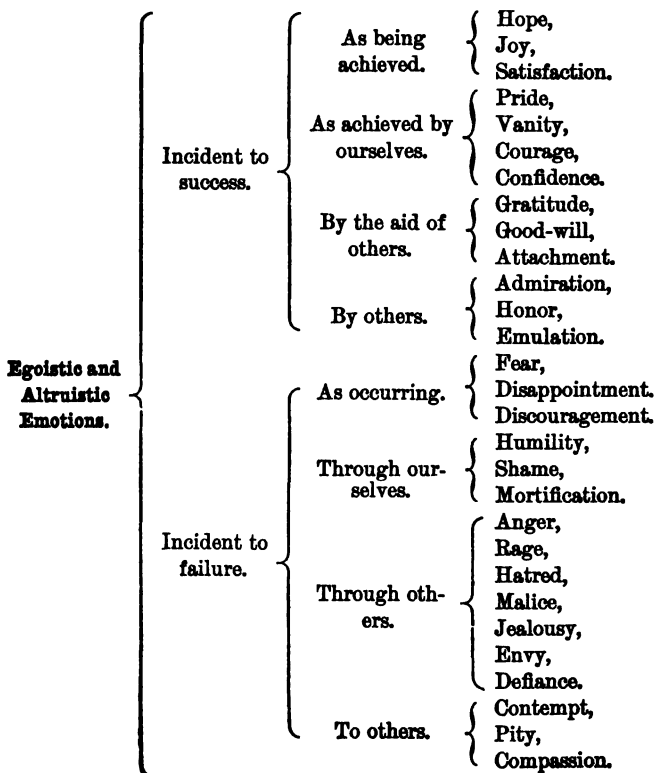 Egoistic and
Altruistic
Emotions.
Incident to
success.
As being
achieved.
Hope,
Joy,
Satisfaction.
As achieved by
ourselves.
Pride,
Vanity,
Courage,
Confidence.
By the aid of
others.
Gratitude,
Good-will,
Attachment.
By others.
Admiration,
Honor,
Emulation.
Incident to
failure.
As occurring.
Fear,
Disappointment.
Discouragement.
Through our-
selves.
Humility,
Shame,
Mortification.
Through oth-
ers.
Anger,
Rage,
Hatred,
Malice,
Jealousy,
Envy,
Defiance.
To others.
Contempt,
Pity,
Compassion.